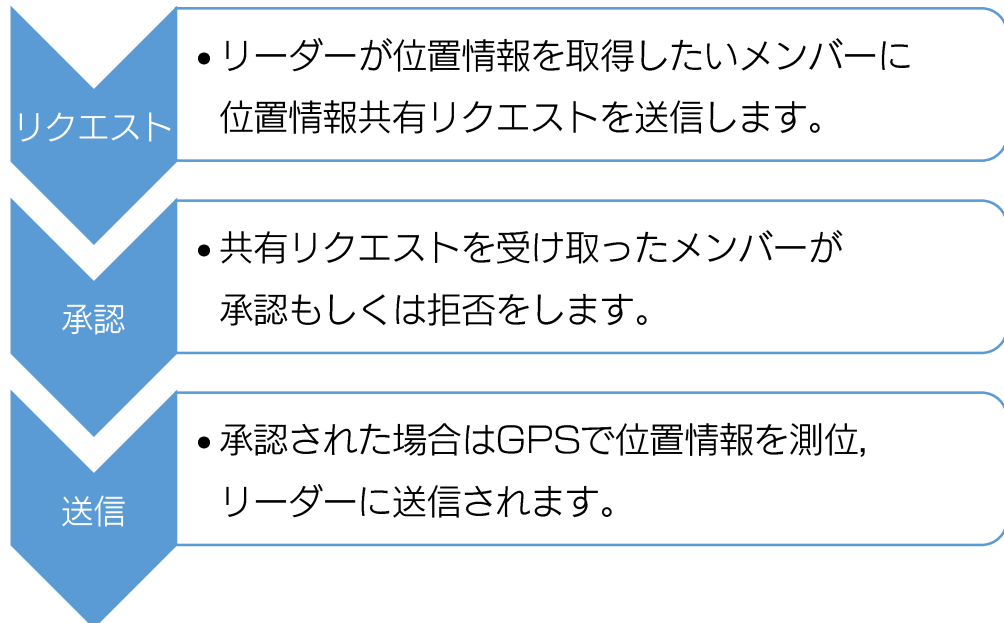 リクエスト
• リーダーが位置情報を取得したいメンバーに
位置情報共有リクエストを送信します。
承認
• 共有リクエストを受け取ったメンバーが
承認もしくは拒否をします。
送信
• 承認された場合はGPSで位置情報を測位,
リーダーに送信されます。